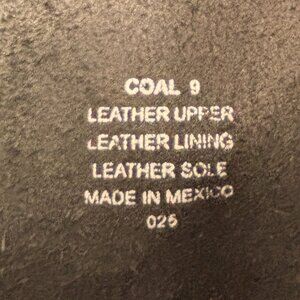 COAL 9
LEATHER UPPER
LEATHER LINING
LEATHER SOLE
MADE IN MEXICO
025